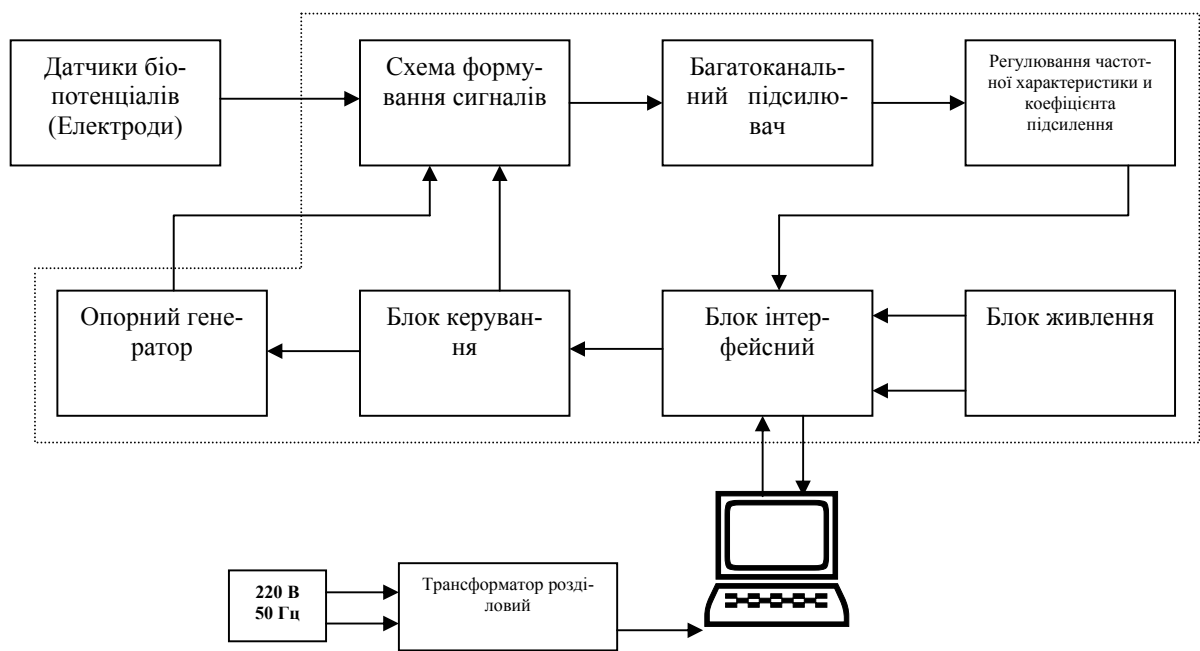 Датчики біо-
потенціалів
(Електроди)
Схема форму-
вання сигналів
Багатоканаль-
ний підсилю-
вач
Регулювання частот-
ної характеристики и
коефіцієнта
підсилення
Опорний гене-
ратор
Блок керуван-
ня
Блок інтер-
фейсний
Блок живлення
220 В
50 Гц
Трансформатор розді-
ловий